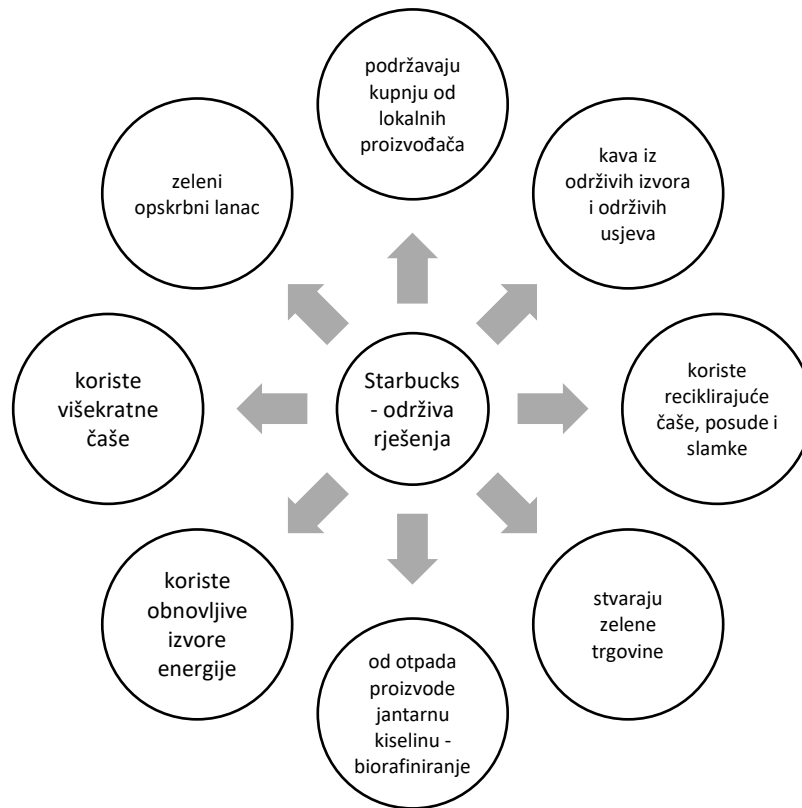 podržavaju
kupnju od
lokalnih
proizvođača
kava iz
održivih izvora
i održivih
usjeva
koriste
reciklirajuće
čaše, posude i
slamke
stvaraju
zelene
trgovine
od otpada
proizvode
jantarnu
kiselinu -
biorafiniranje
koriste
obnovljive
izvore
energije
koriste
višekratne
čaše
zeleni
opskrbni lanac
Starbucks
- održiva
rješenja